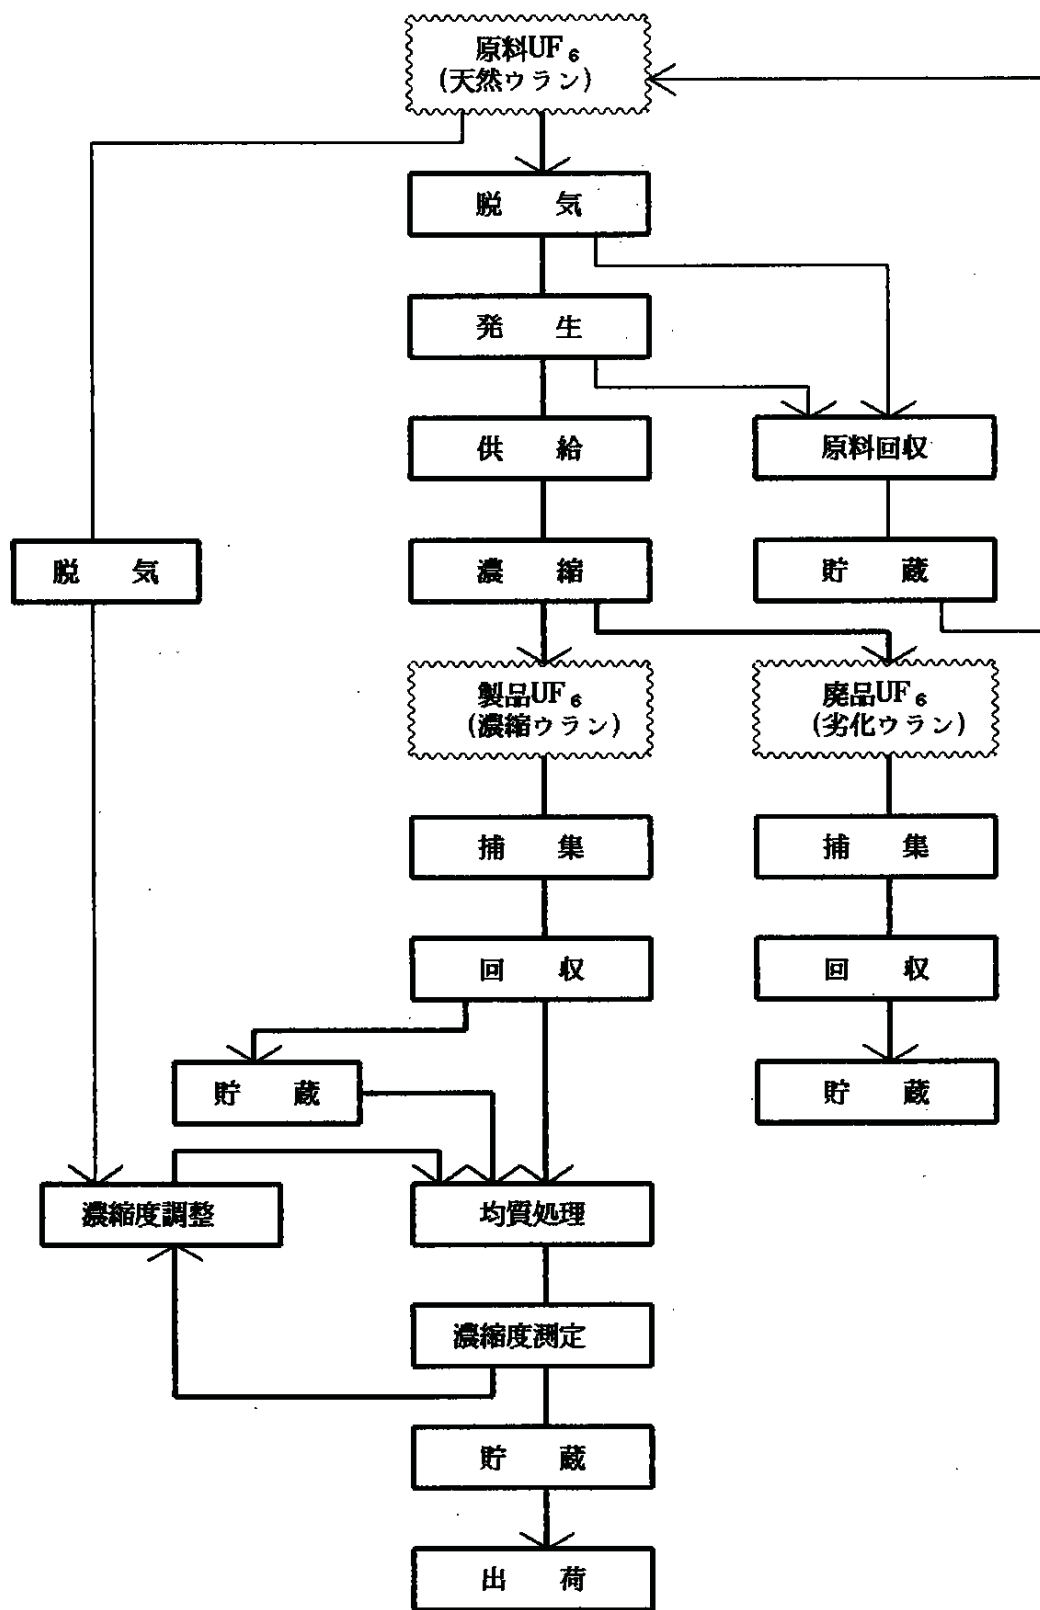 原料UF₆
(天然ウラン)
脱 気
発 生
供 給
原料回収
脱 気
濃 縮
貯 蔵
製品UF₆
(濃縮ウラン)
廃品UF₆
(劣化ウラン)
捕 集
捕 集
回 収
回 収
貯 蔵
貯 蔵
濃縮度調整
均質処理
濃縮度測定
貯 蔵
出 荷